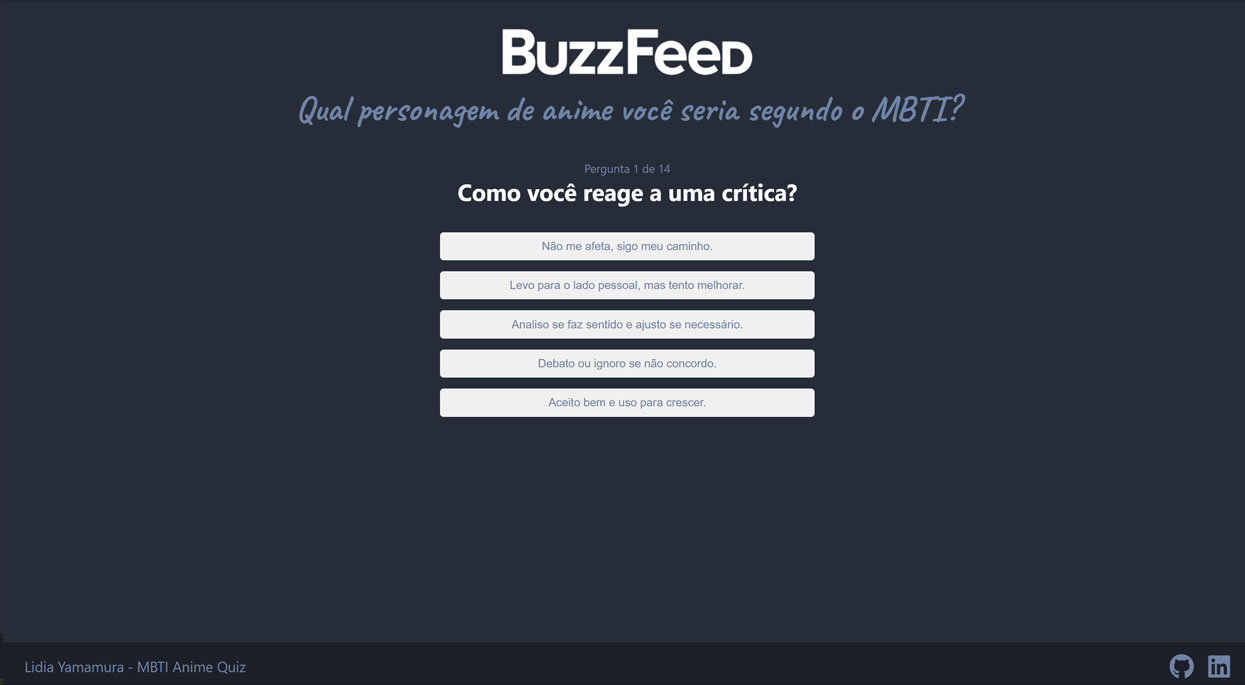 BuzzFeed
Qual personagem de anime você seria segundo o MBTI?
Pergunta 1 de 14
Como você reage a uma crítica?
Não me afeta, sigo meu caminho.
Levo para o lado pessoal, mas tento melhorar.
Analiso se faz sentido e ajusto se necessário.
Debato ou ignoro se não concordo.
Aceito bem e uso para crescer.
Lidia Yamamura - MBTI Anime Quiz
in